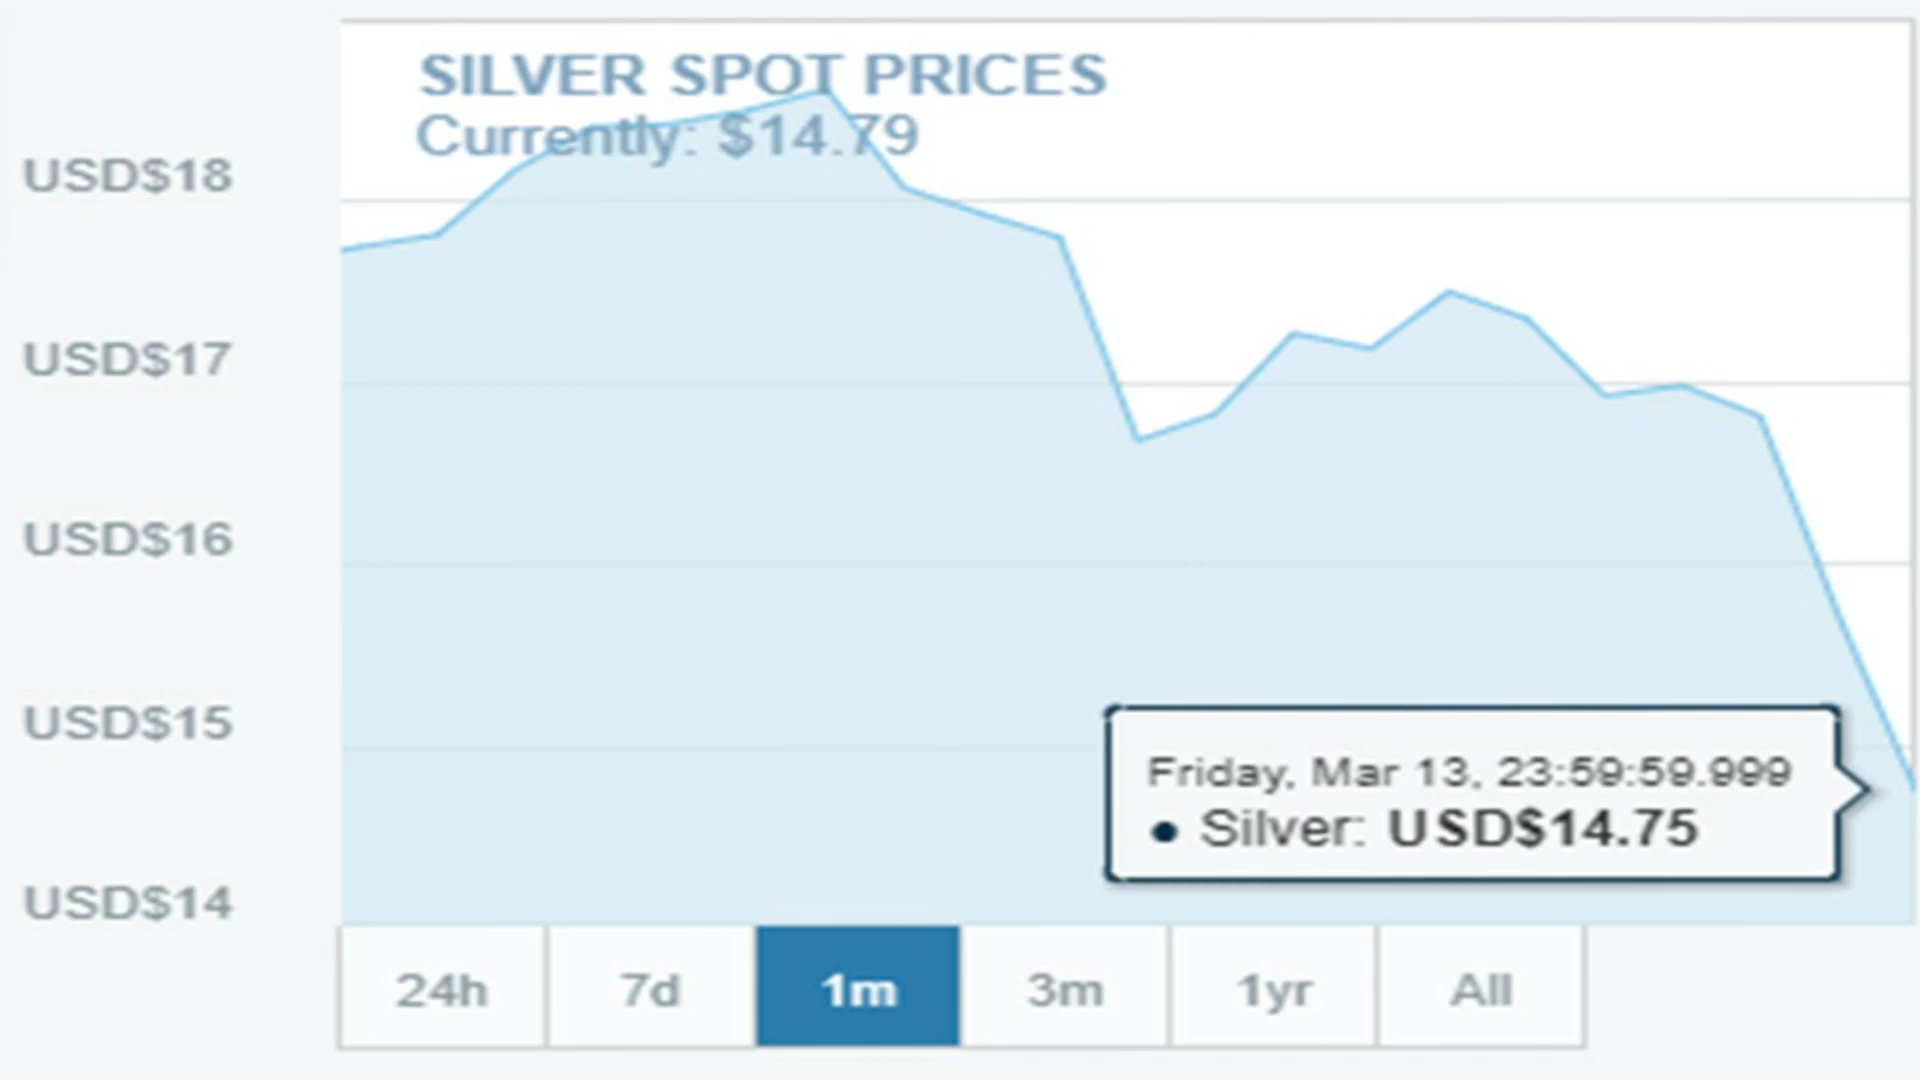 SILVER SPOT PRICES
Currently: $14.79
USD$18
USD$17
USD$16
USD$15
USD$14
Friday, Mar 13, 23:59:59.999
● Silver: USD$14.75
24h 7d 1m 3m 1yr All